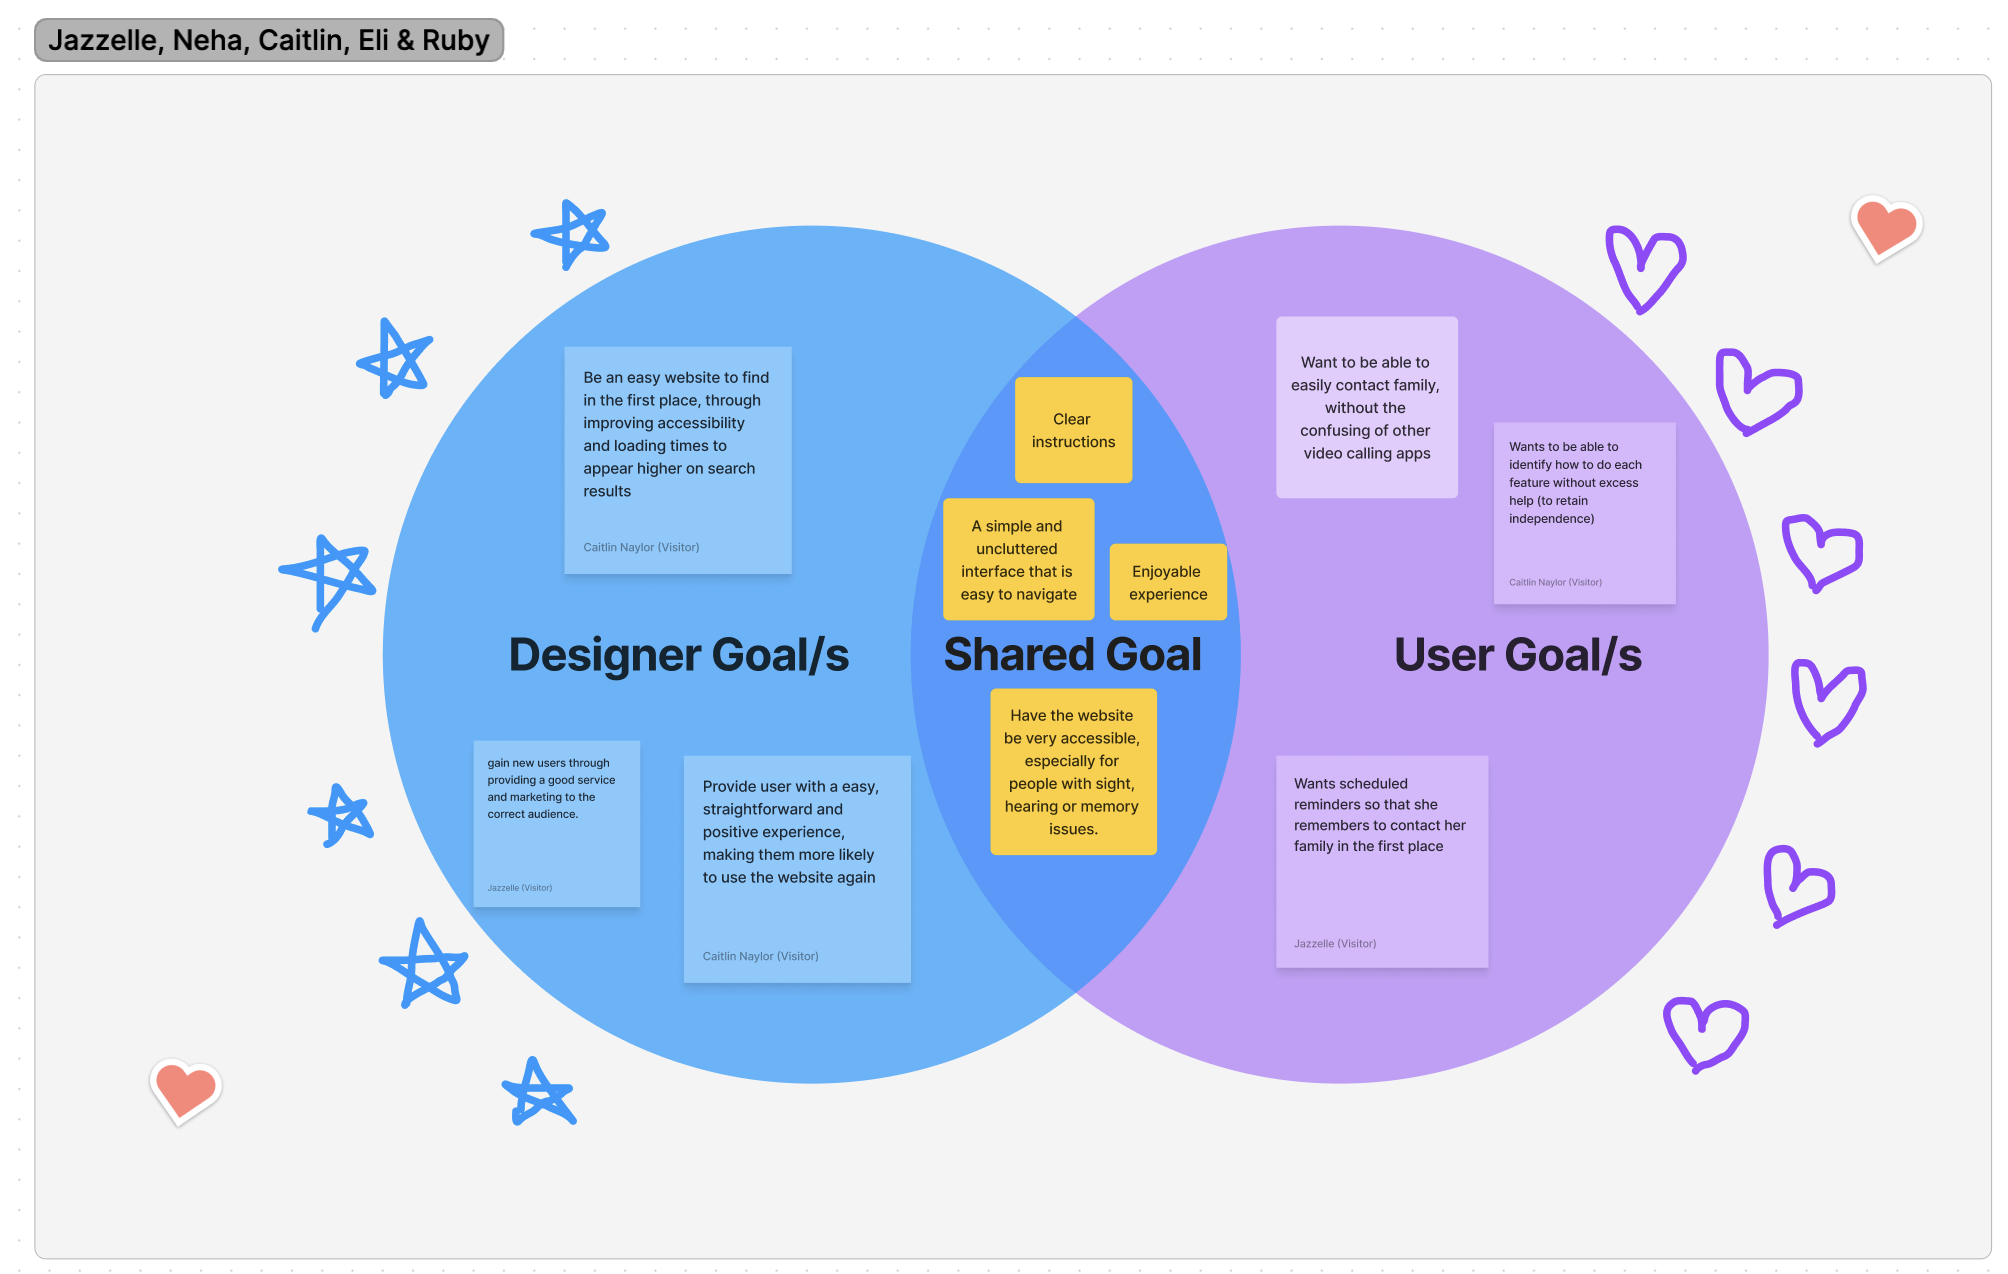 Jazzelle, Neha, Caitlin, Eli & Ruby
Be an easy website to find
in the first place, through
improving accessibility
and loading times to
appear higher on search
results
Caitlin Naylor (Visitor)
Designer Goal/s
gain new users through
providing a good service
and marketing to the
correct audience.
Jazzelle (Visitor)
Provide user with a easy,
straightforward and
positive experience,
making them more likely
to use the website again
Caitlin Naylor (Visitor)
Clear
instructions
A simple and
uncluttered
interface that is
easy to navigate
Enjoyable
experience
Shared Goal
Have the website
be very accessible,
especially for
people with sight,
hearing or memory
issues.
Want to be able to
easily contact family,
without the
confusing of other
video calling apps
Wants to be able to
identify how to do each
feature without excess
help (to retain
independence)
Caitlin Naylor (Visitor)
User Goal/s
Wants scheduled
reminders so that she
remembers to contact her
family in the first place
Jazzelle (Visitor)